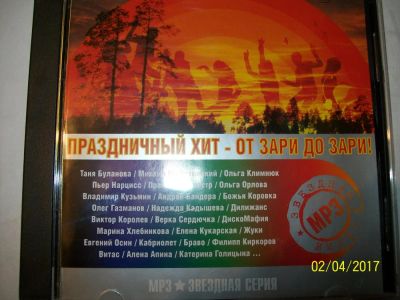 ПРАЗДНИЧНЫЙ ХИТ - ОТ ЗАРИ ДО ЗАРИ!
Таня Буланова / Ольга Климнюк
Пьер Нарцисс / Ольга Орлова
Владимир Кузьмин / Андрей Бандера / Божья Коровка
Олег Газманов / Надежда Кадышева / Дилижанс
Виктор Королев / Верка Сердючка / ДискоМафия
Марина Хлебникова / Елена Кукарская / Жуки
Евгений Осин / Кабриолет / Браво / Филипп Киркоров
Витас / Алена Апина / Катерина Голицына ...
ЗВЕЗДНАЯ
MP3
MP3 ★ ЗВЕЗДНАЯ СЕРИЯ
02/04/2017